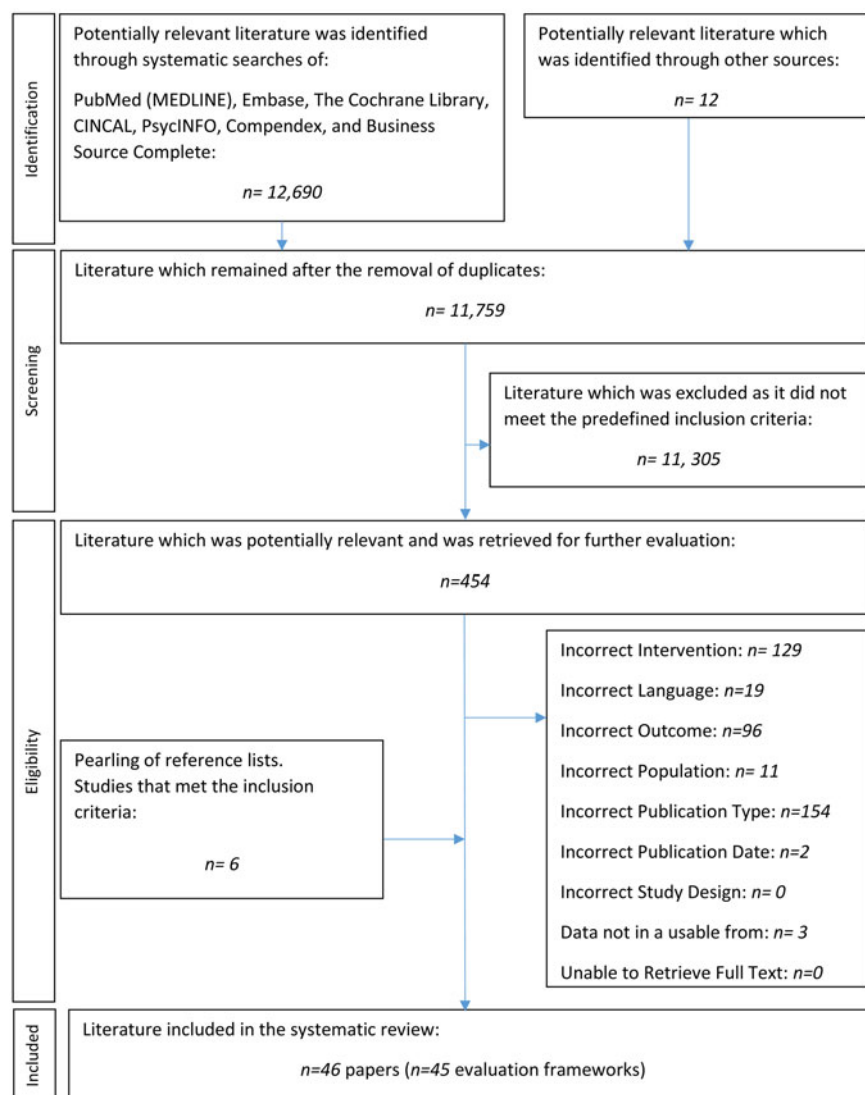 Identification
Potentially relevant literature was identified
through systematic searches of:
PubMed (MEDLINE), Embase, The Cochrane Library,
CINCAL, PsycINFO, Compendex, and Business
Source Complete:
n= 12,690
Potentially relevant literature which
was identified through other sources:
n= 12
Screening
Literature which remained after the removal of duplicates:
n= 11,759
Literature which was excluded as it did not
meet the predefined inclusion criteria:
n= 11, 305
Eligibility
Literature which was potentially relevant and was retrieved for further evaluation:
n=454
Incorrect Intervention: n= 129
Incorrect Language: n=19
Incorrect Outcome: n=96
Incorrect Population: n= 11
Incorrect Publication Type: n=154
Incorrect Publication Date: n=2
Incorrect Study Design: n= 0
Data not in a usable from: n= 3
Unable to Retrieve Full Text: n=0
Pearling of reference lists.
Studies that met the inclusion
criteria:
n= 6
Included
Literature included in the systematic review:
n=46 papers (n=45 evaluation frameworks)